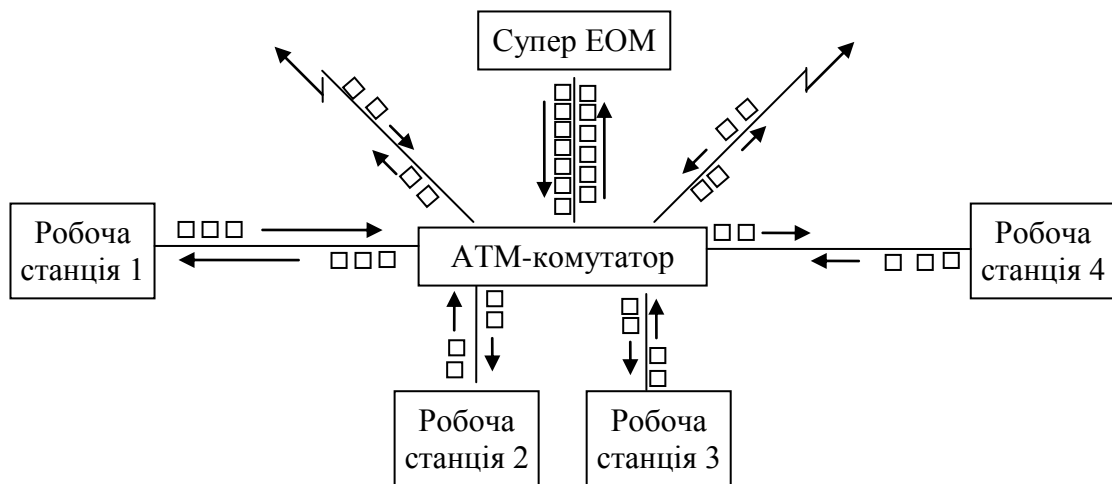 Супер ЕОМ
Робоча
станція 1
АТМ-комутатор
Робоча
станція 4
Робоча
станція 2
Робоча
станція 3